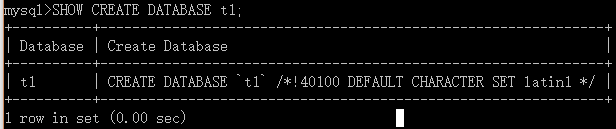 mysql>SHOW CREATE DATABASE t1;
+----------+---------------------------------------------------------------+
| Database | Create Database                                               |
+----------+---------------------------------------------------------------+
| t1       | CREATE DATABASE `t1` /*!40100 DEFAULT CHARACTER SET latin1 */ |
+----------+---------------------------------------------------------------+
1 row in set (0.00 sec)